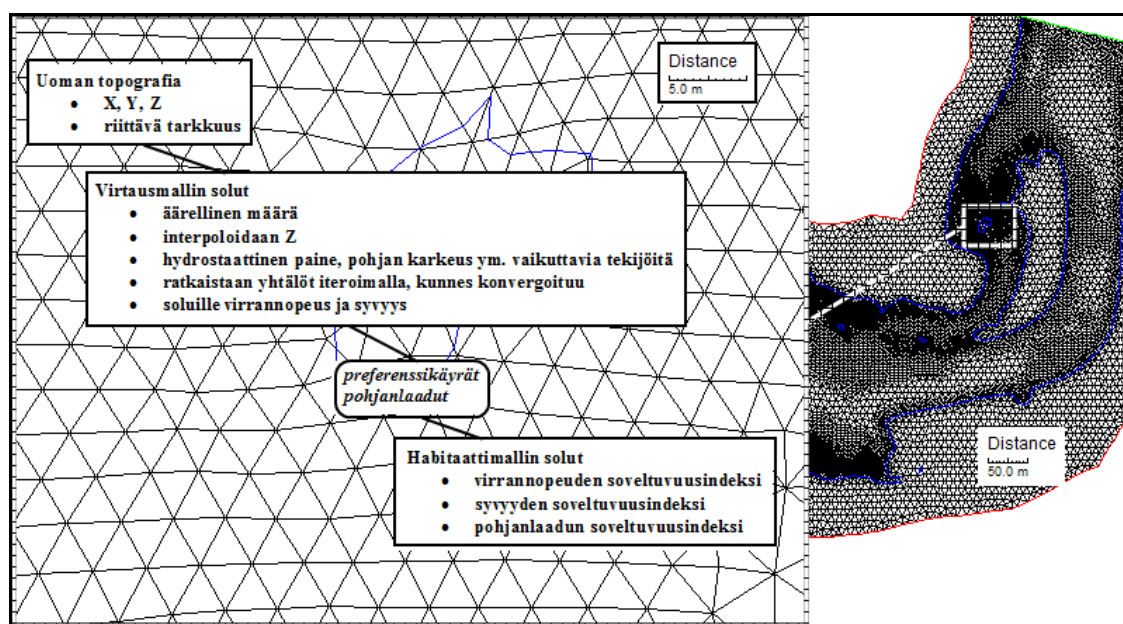 Uoman topografia
• X, Y, Z
• riittävä tarkkuus
Distance
5.0 m
Virtausmallin solut
• äärellinen määrä
• interpoloidaan Z
• hydrostaattinen paine, pohjan karkeus ym. vaikuttavia tekijöitä
• ratkaistaan yhtälöt iteroimalla, kunnes konvergoituu
• soluille virrannopeus ja syvyys
preferenssikäyrät
pohjanlaadut
Habitaattimallin solut
• virrannopeuden soveltuvuusindeksi
• syvyyden soveltuvuusindeksi
• pohjanlaadun soveltuvuusindeksi
Distance
50.0 m